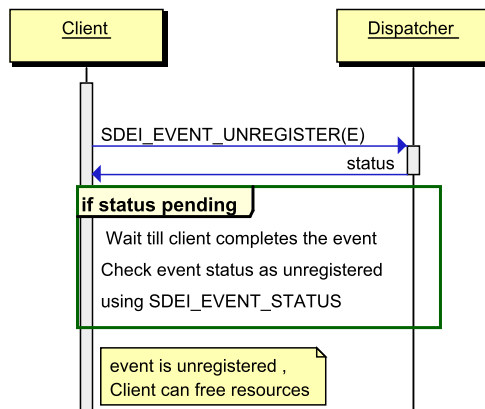 Client
Dispatcher
SDEI_EVENT_UNREGISTER(E)
status
if status pending
Wait till client completes the event
Check event status as unregistered
using SDEI_EVENT_STATUS
event is unregistered ,
Client can free resources